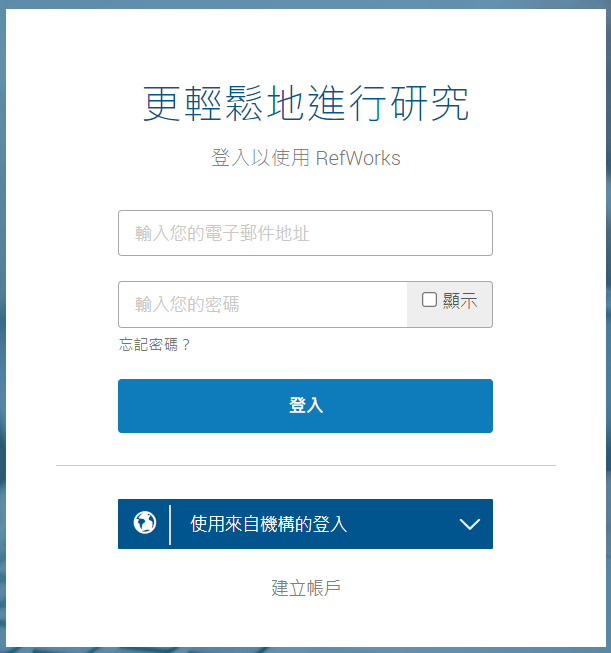 更輕鬆地進行研究
登入以使用 RefWorks
輸入您的電子郵件地址
輸入您的密碼
顯示
忘記密碼？
登入
使用來自機構的登入
建立帳戶